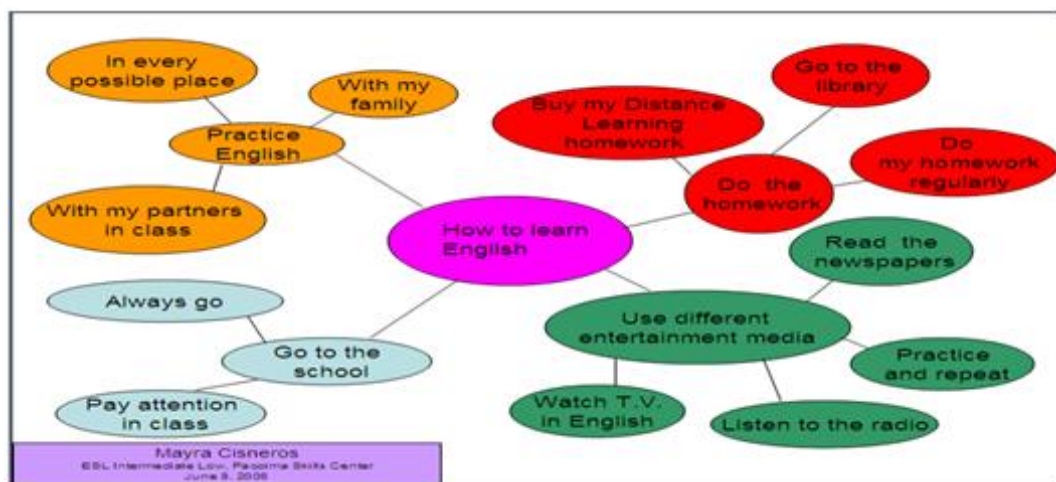 In every
possible place
With my
family
Practice
English
With my partners
in class
Go to the
library
Buy my Distance
Learning
homework
Do
my homework
regularly
Do the
homework
How to learn
English
Read the
newspapers
Use different
entertainment media
Practice
and repeat
Watch T.V.
in English
Listen to the radio
Always go
Go to the
school
Pay attention
in class
Mayra Cisneros
ESL Intermediate Low, Pacoima Skills Center